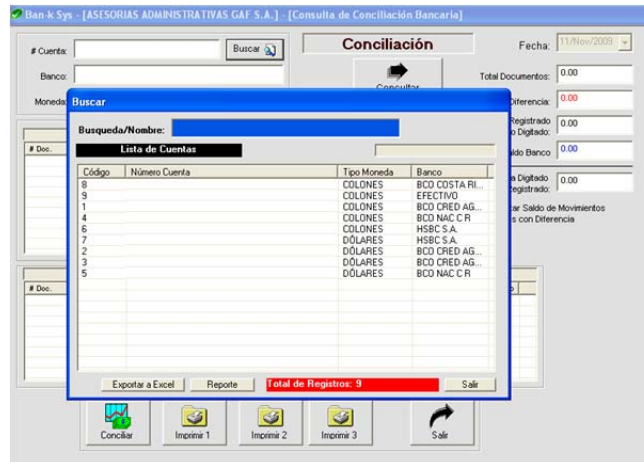 Ban-k Sys - [ASESORIAS ADMINISTRATIVAS GAF S.A.] - [Consulta de Conciliación Bancaria]
# Cuenta:
Buscar
Conciliación
Fecha: 11/Nov/2009
Banco:
Total Documentos: 0.00
Consultar
Moneda
Diferencia: 0.00
Registrado
o Digitado: 0.00
ldo Banco 0.00
a Digitado
egistrado: 0.00
ar Saldo de Movimientos
s con Diferencia
# Doc.
Buscar
Busqueda/Nombre:
Lista de Cuentas
Código Número Cuenta Tipo Moneda Banco
8 COLONES BCO COSTA RI...
9 COLONES EFECTIVO
1 COLONES BCO CRED AG...
4 COLONES BCO NAC C R
6 COLONES HSBC S.A.
7 DÓLARES HSBC S.A.
2 DÓLARES BCO CRED AG...
3 DÓLARES BCO CRED AG...
5 DÓLARES BCO NAC C R
# Doc.
Exportar a Excel Reporte Total de Registros: 9 Salir
Conciliar Imprimir 1 Imprimir 2 Imprimir 3 Salir